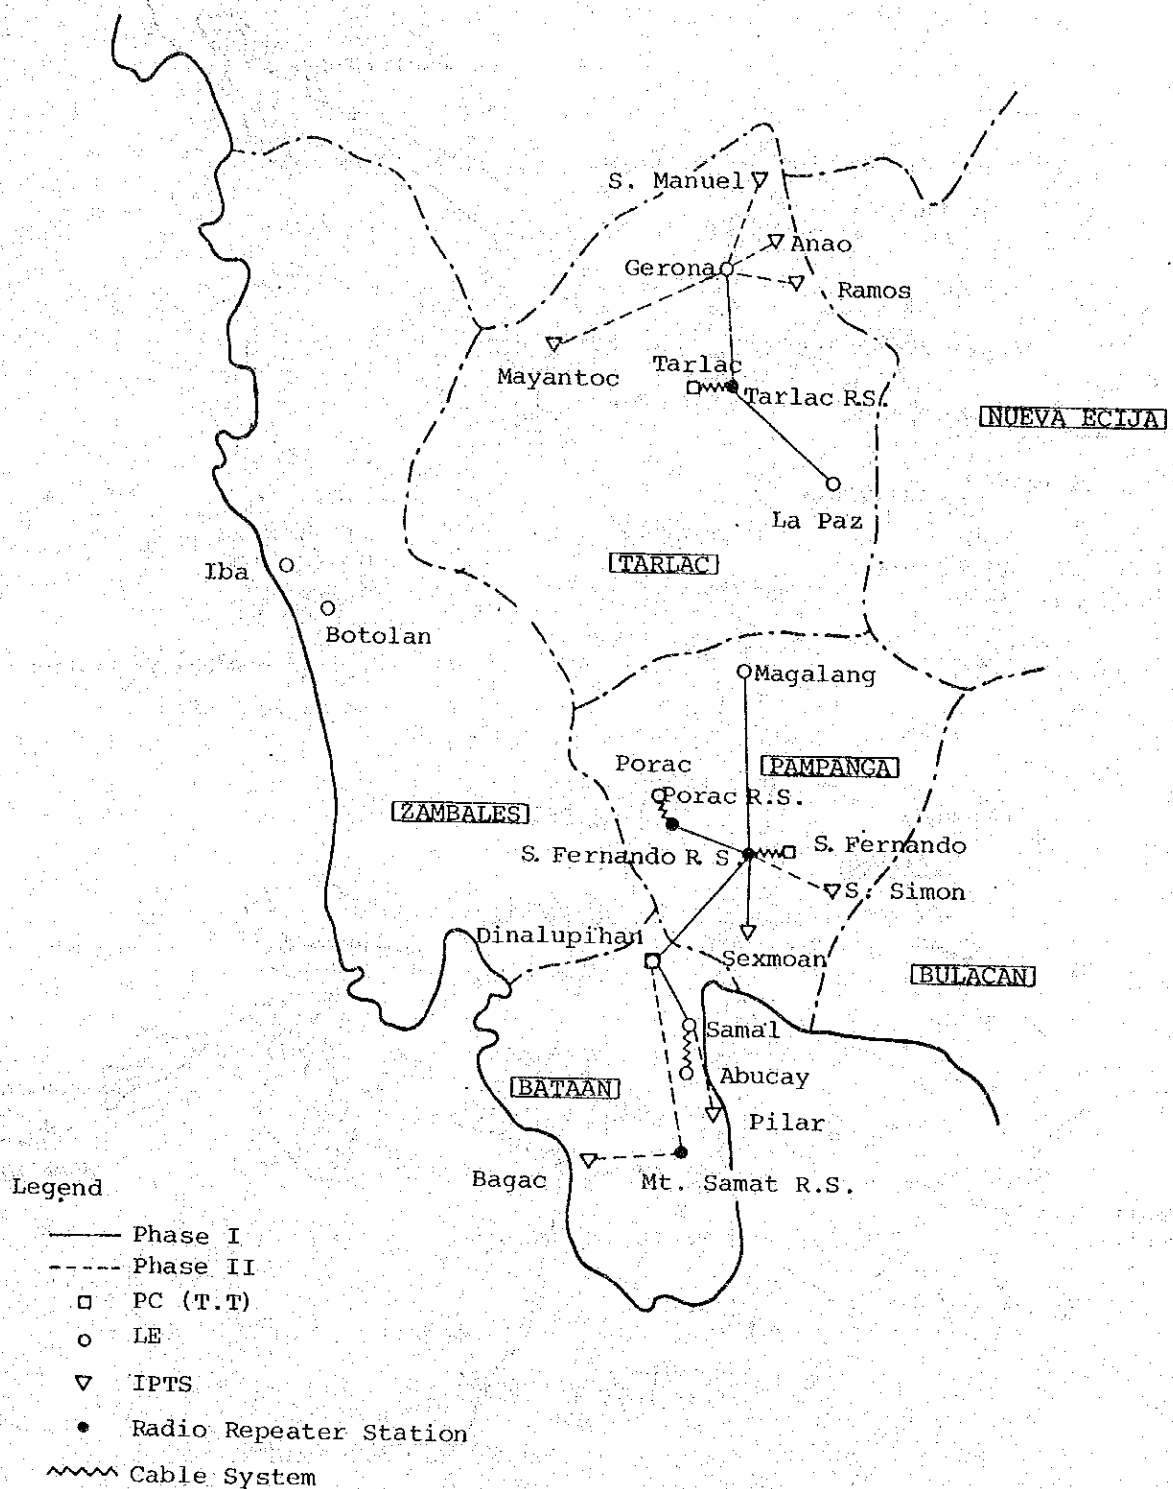 S. Manuel
Anao
Gerona
Ramos
Mayantoc
Tarlac
Tarlac R.S.
NUEVA ECIJA
La Paz
TARLAC
Iba
Botolan
Magalang
Porac
PAMPANGA
Porac R.S.
ZAMBALES
S. Fernando
S. Fernando R S.
S. Simon
Dinalupihan
Sexmoan
BULACAN
Samal
Abucay
BATAAN
Pilar
Bagac
Mt. Samat R.S.
Legend
Phase I
Phase II
PC (T.T)
LE
IPTS
Radio Repeater Station
Cable System